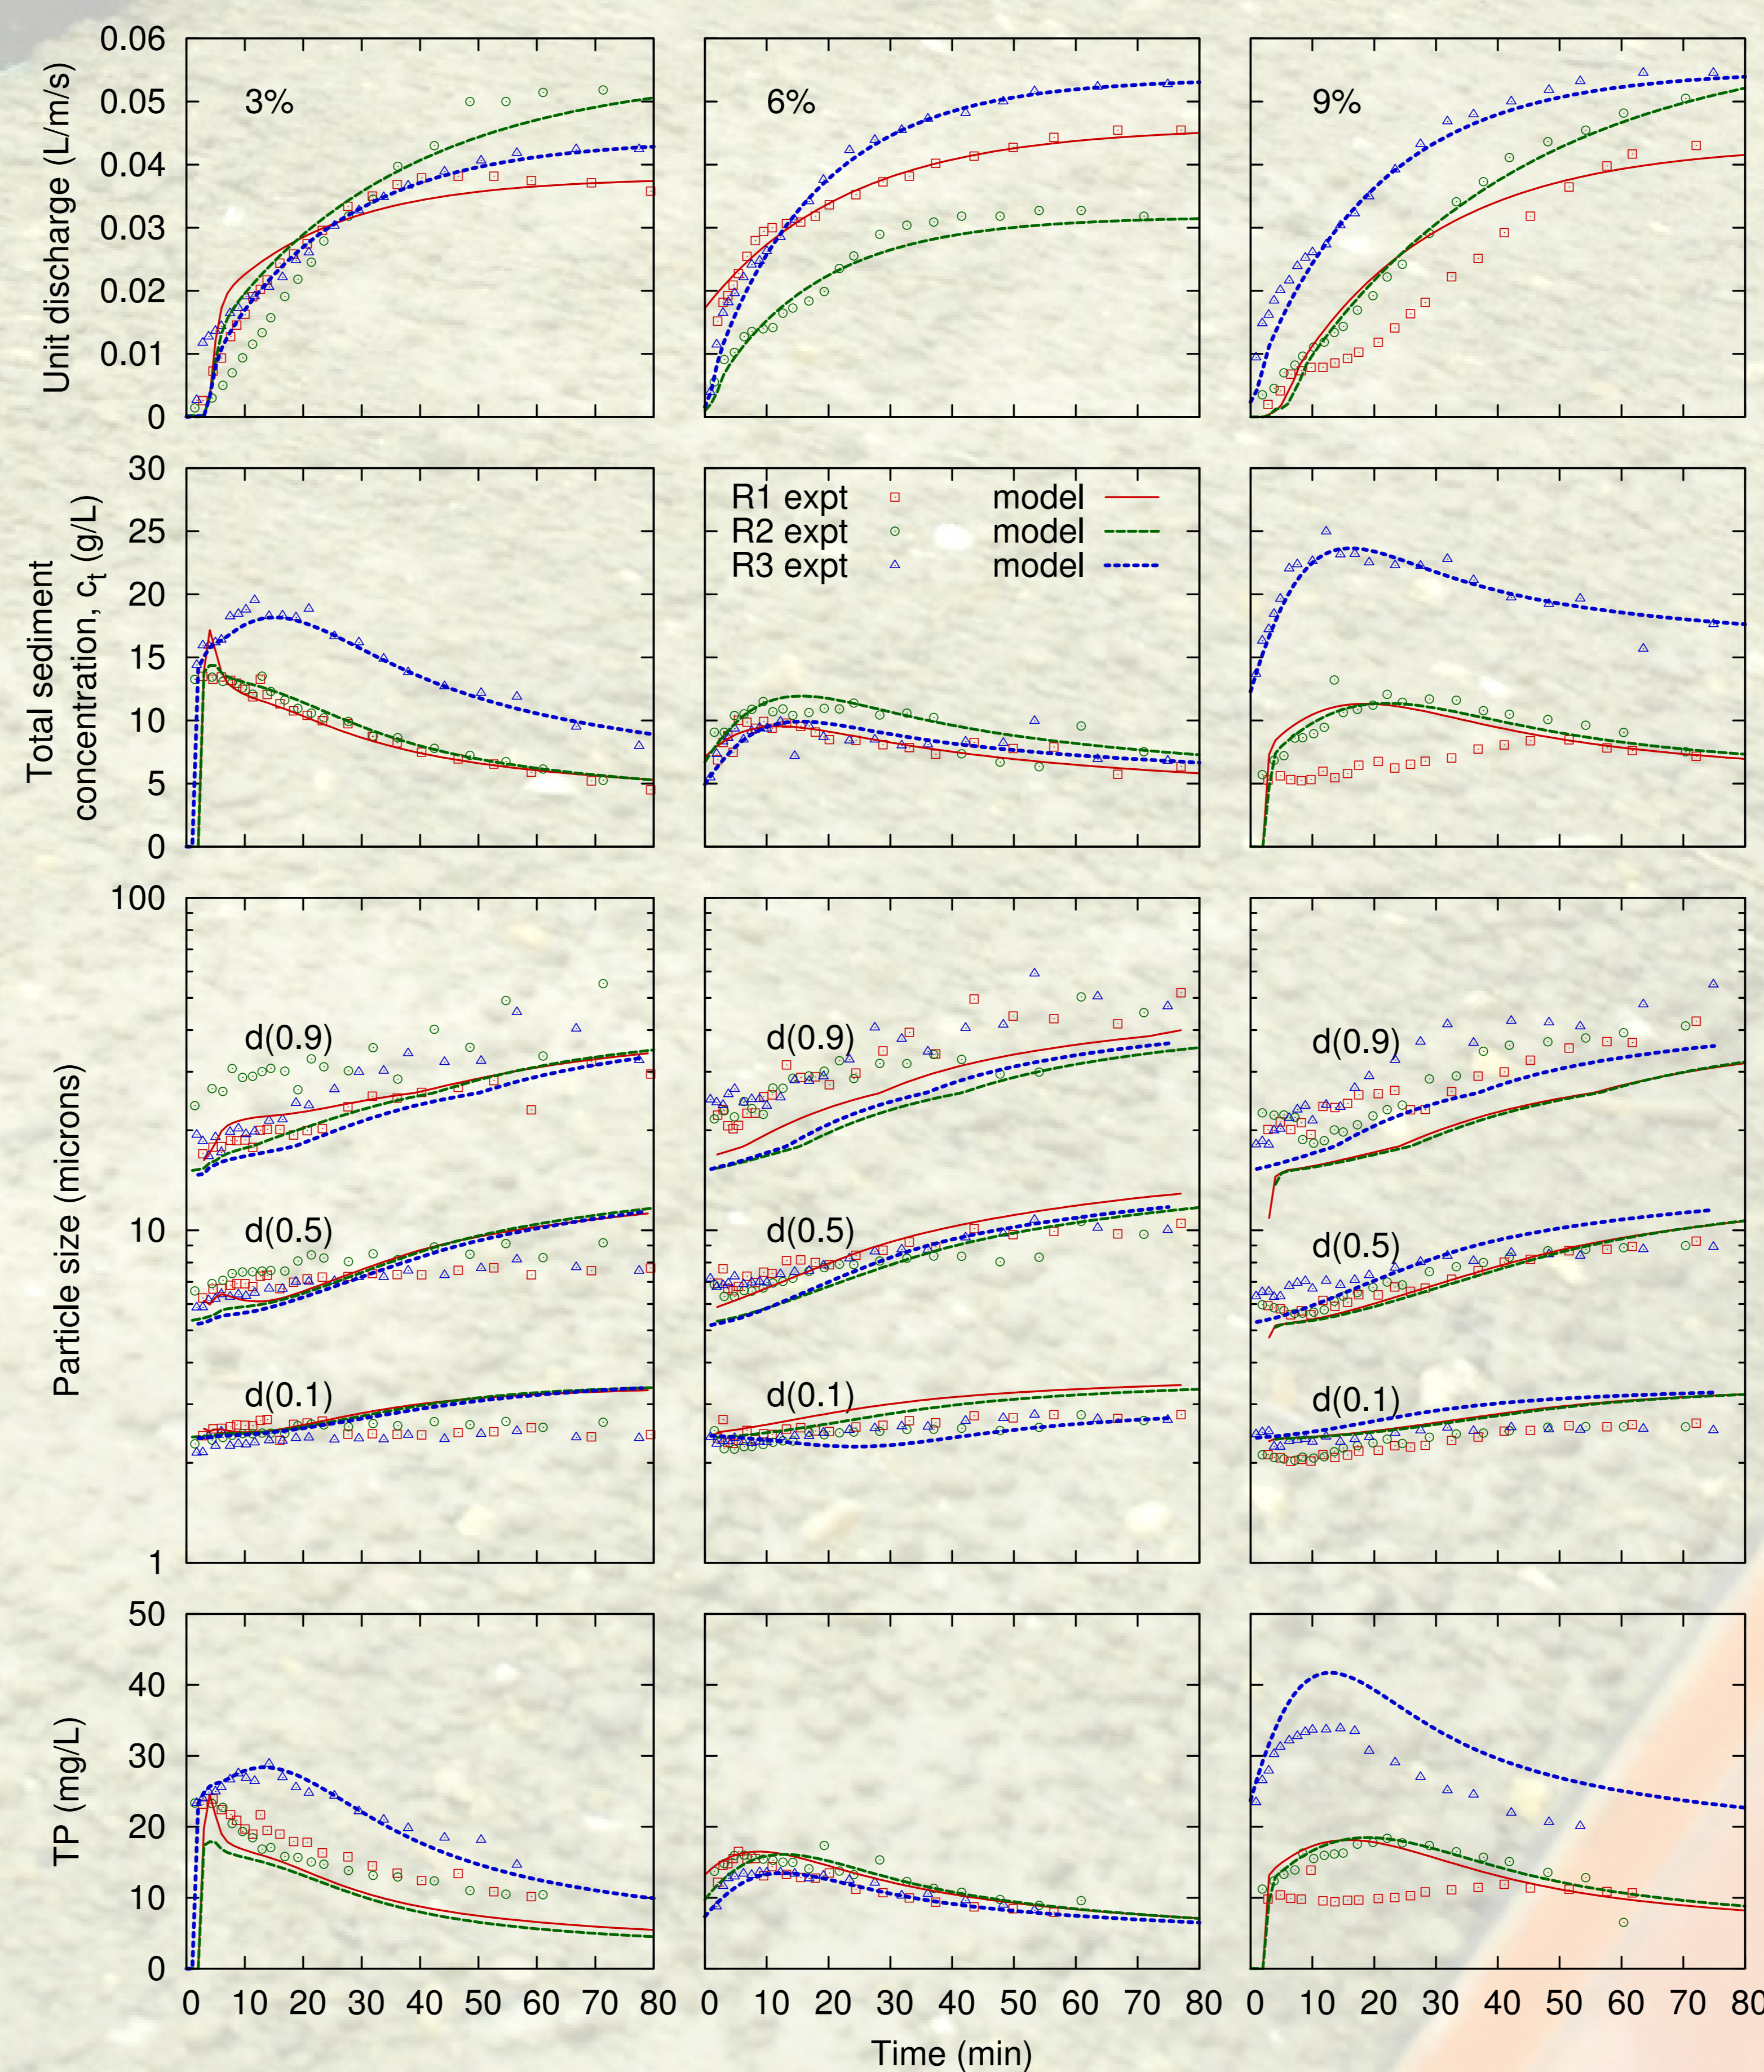 0.06
0.05
0.04
0.03
0.02
0.01
0
Unit discharge (L/m/s)
3%
6%
9%
30
25
20
15
10
5
0
Total sediment
concentration, ct (g/L)
R1 expt model
R2 expt model
R3 expt model
100
10
1
Particle size (microns)
d(0.9)
d(0.5)
d(0.1)
d(0.9)
d(0.5)
d(0.1)
d(0.9)
d(0.5)
d(0.1)
50
40
30
20
10
0
TP (mg/L)
0 10 20 30 40 50 60 70 80
0 10 20 30 40 50 60 70 80
0 10 20 30 40 50 60 70 80
Time (min)